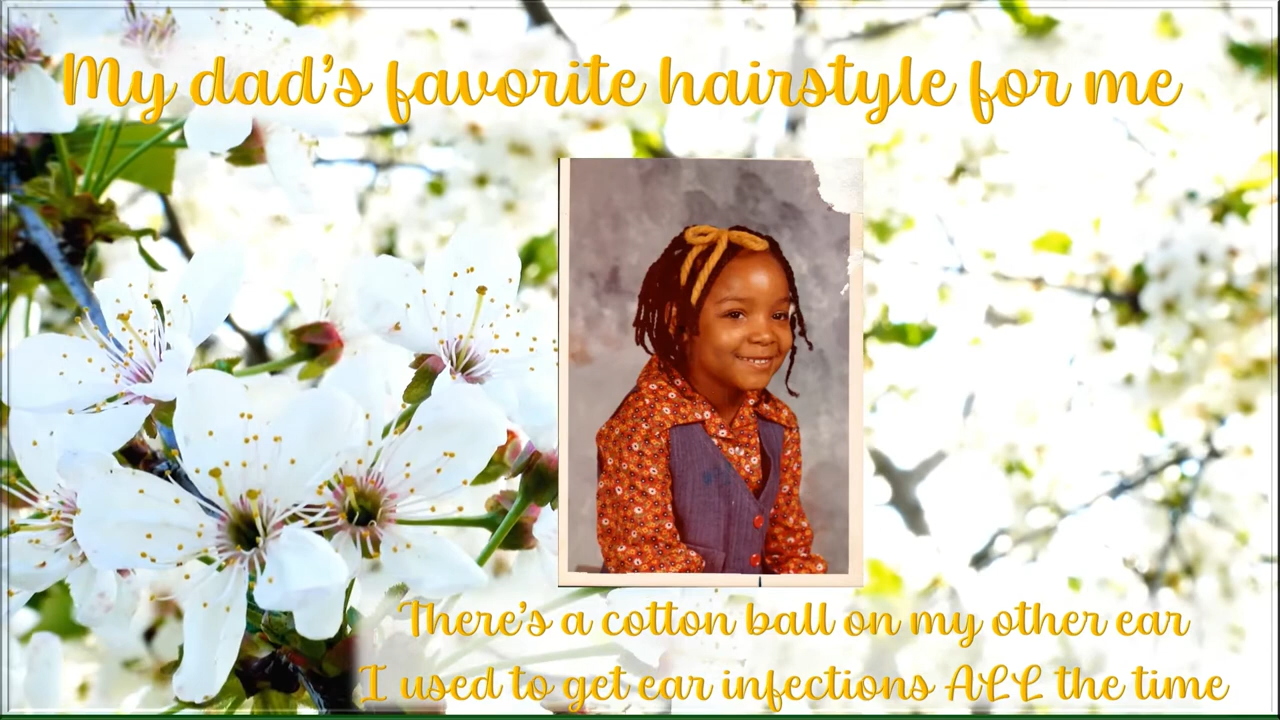 My dad's favorite hairstyle for me
There's a cotton ball on my other ear
I used to get ear infections ALL the time